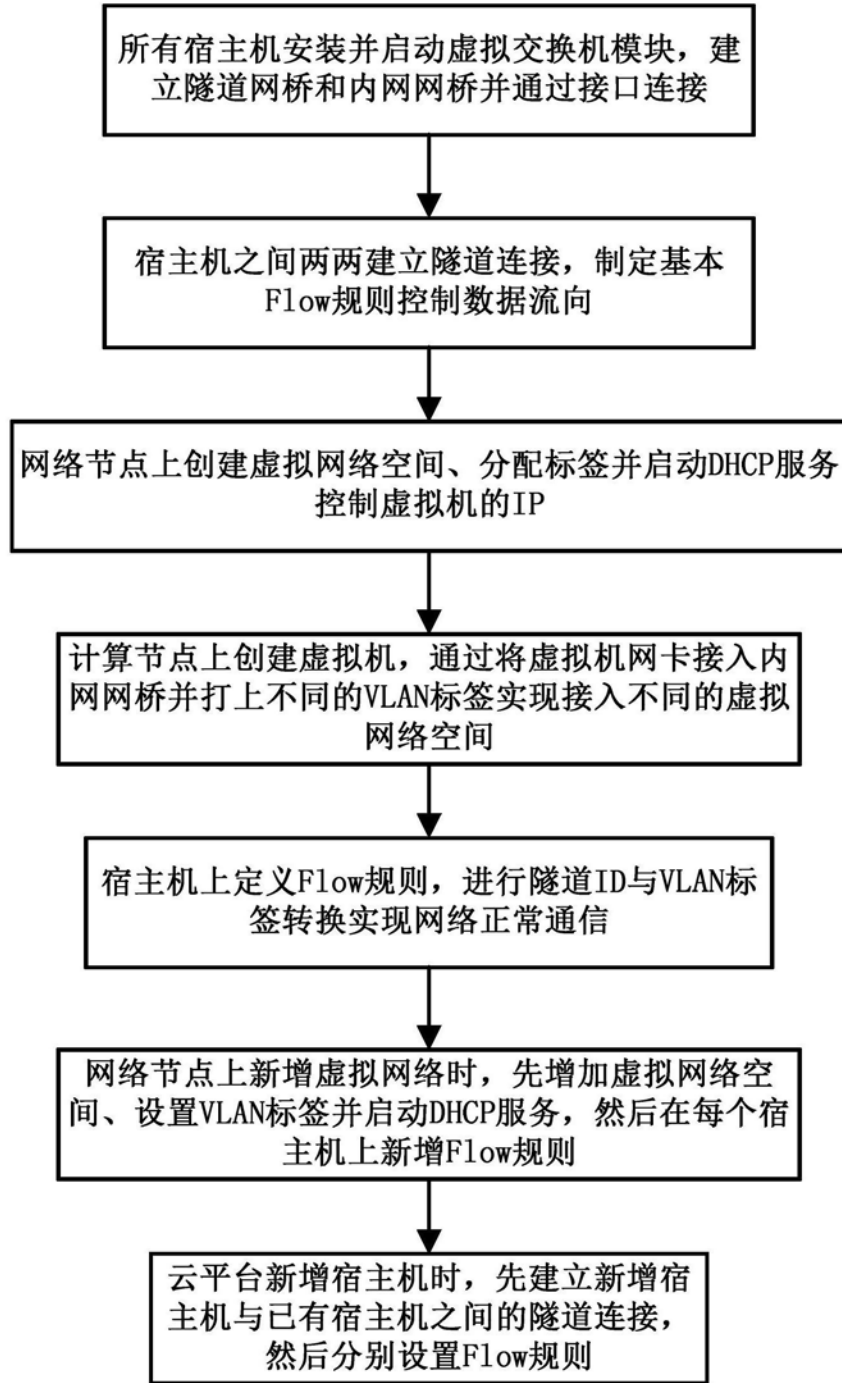 所有宿主机安装并启动虚拟交换机模块，建
立隧道网桥和内网网桥并通过接口连接
宿主机之间两两建立隧道连接，制定基本
Flow规则控制数据流向
网络节点上创建虚拟网络空间、分配标签并启动DHCP服务
控制虚拟机的IP
计算节点上创建虚拟机，通过将虚拟机网卡接入内
网网桥并打上不同的VLAN标签实现接入不同的虚拟
网络空间
宿主机上定义Flow规则，进行隧道ID与VLAN标
签转换实现网络正常通信
网络节点上新增虚拟网络时，先增加虚拟网络空
间、设置VLAN标签并启动DHCP服务，然后在每个宿
主机上新增Flow规则
云平台新增宿主机时，先建立新增宿
主机与已有宿主机之间的隧道连接，
然后分别设置Flow规则